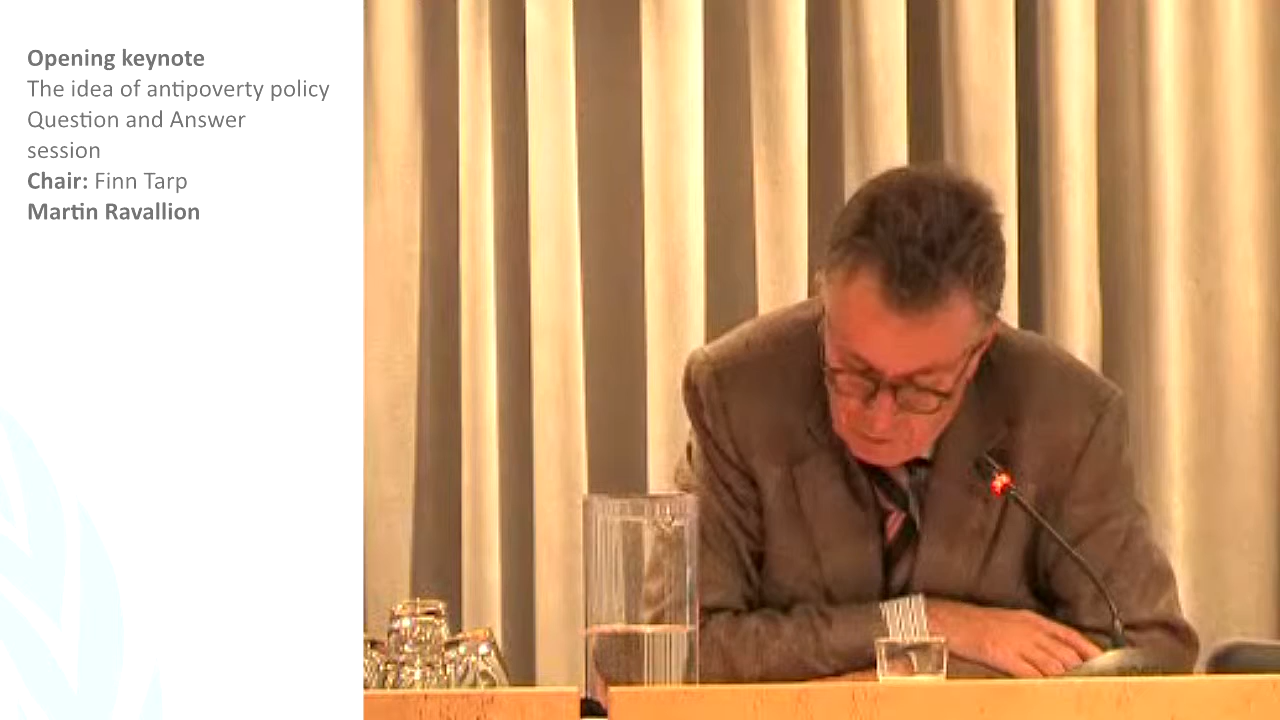 Opening keynote
The idea of antipoverty policy
Question and Answer
session
Chair: Finn Tarp
Martin Ravallion